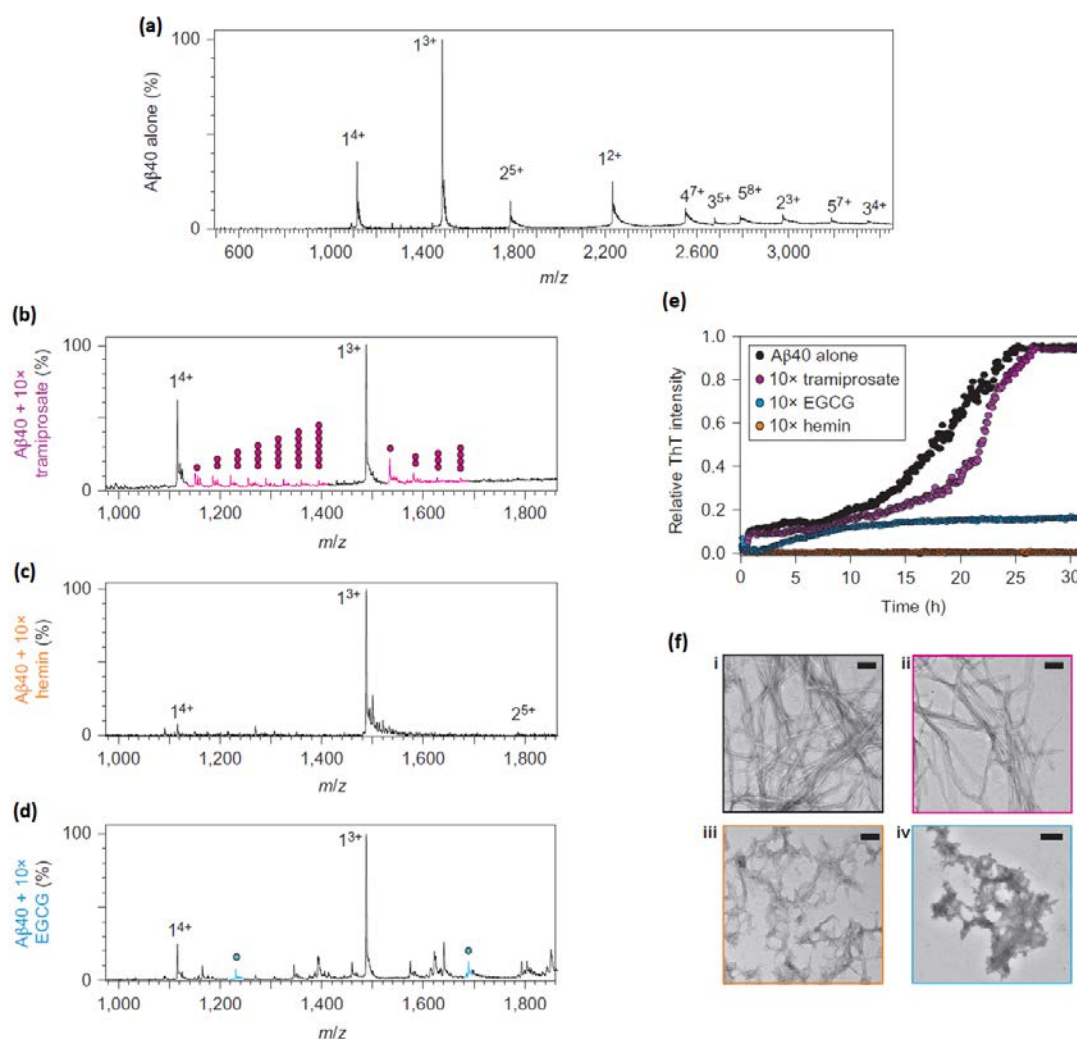 (a)
Aβ40 alone (%)
100
0
1⁴⁺
1³⁺
2⁵⁺
1²⁺
4⁷⁺
3⁵⁺
5⁸⁺
2³⁺
5⁷⁺
3⁴⁺
600 1,000 1,400 1,800 2,200 2.600 3,000
m/z
(b)
Aβ40 + 10×
tramiprosate (%)
100
0
1⁴⁺
1³⁺
1,000 1,200 1,400 1,600 1,800
m/z
(c)
Aβ40 + 10×
hemin (%)
100
0
1⁴⁺
1³⁺
2⁵⁺
1,000 1,200 1,400 1,600 1,800
m/z
(d)
Aβ40 + 10×
EGCG (%)
100
0
1⁴⁺
1³⁺
1,000 1,200 1,400 1,600 1,800
m/z
(e)
Relative ThT intensity
1.0
0.8
0.6
0.4
0.2
0.0
Aβ40 alone
10× tramiprosate
10× EGCG
10× hemin
0 5 10 15 20 25 30
Time (h)
(f)
i
ii
iii
iv